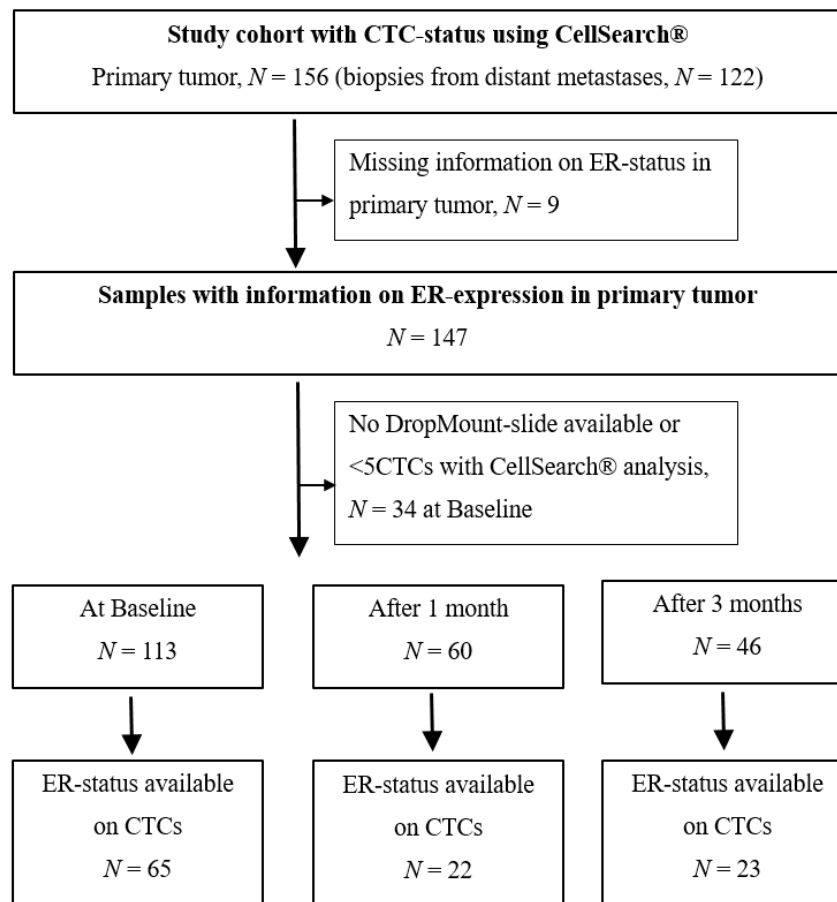 Study cohort with CTC-status using CellSearch®
Primary tumor, N = 156 (biopsies from distant metastases, N = 122)
Missing information on ER-status in
primary tumor, N = 9
Samples with information on ER-expression in primary tumor
N = 147
No DropMount-slide available or
<5CTCs with CellSearch® analysis,
N = 34 at Baseline
At Baseline
N = 113
After 1 month
N = 60
After 3 months
N = 46
ER-status available
on CTCs
N = 65
ER-status available
on CTCs
N = 22
ER-status available
on CTCs
N = 23